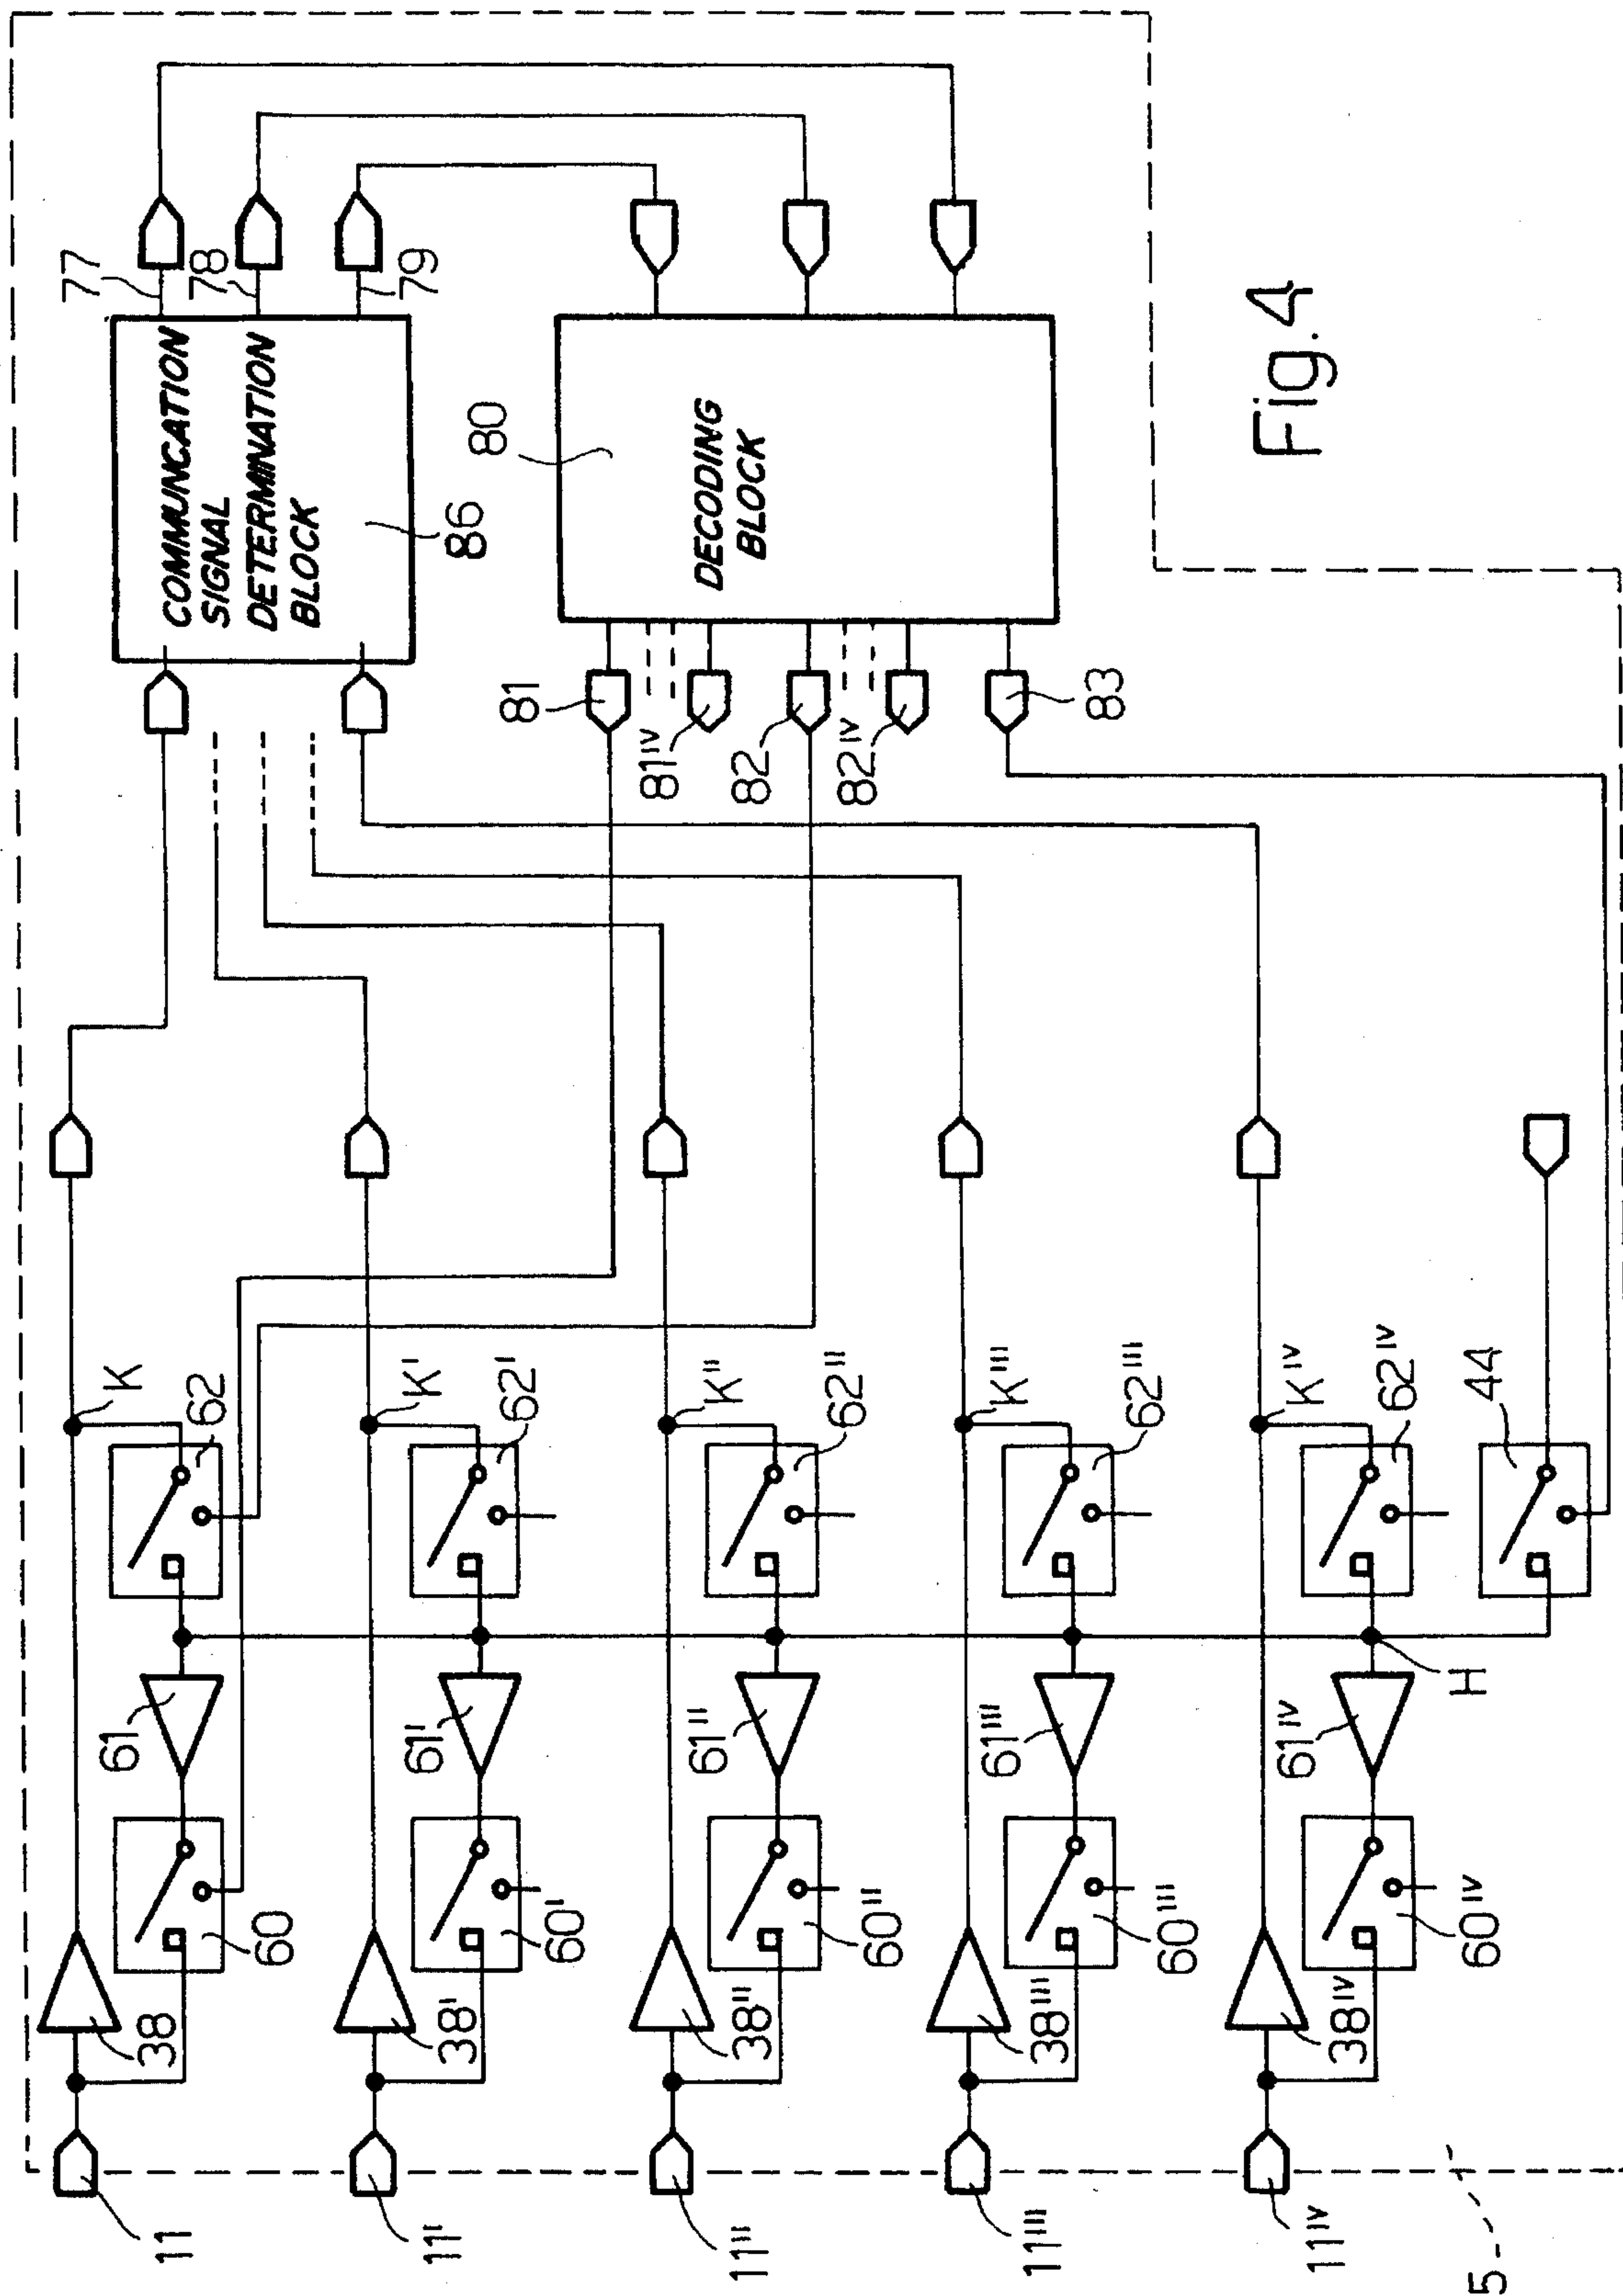 77
78
79
COMMUNICATION
SIGNAL
DETERMINATION
BLOCK
86
80
DECODING
BLOCK
81
81IV
82
82IV
83
K
K'
K"
K'''
KIV
62
62'
62"
62'''
62IV
44
H
61
61'
61"
61'''
61IV
60
60'
60"
60'''
60IV
38
38'
38"
38'''
38IV
11
11'
11"
11'''
11IV
5
Fig.4